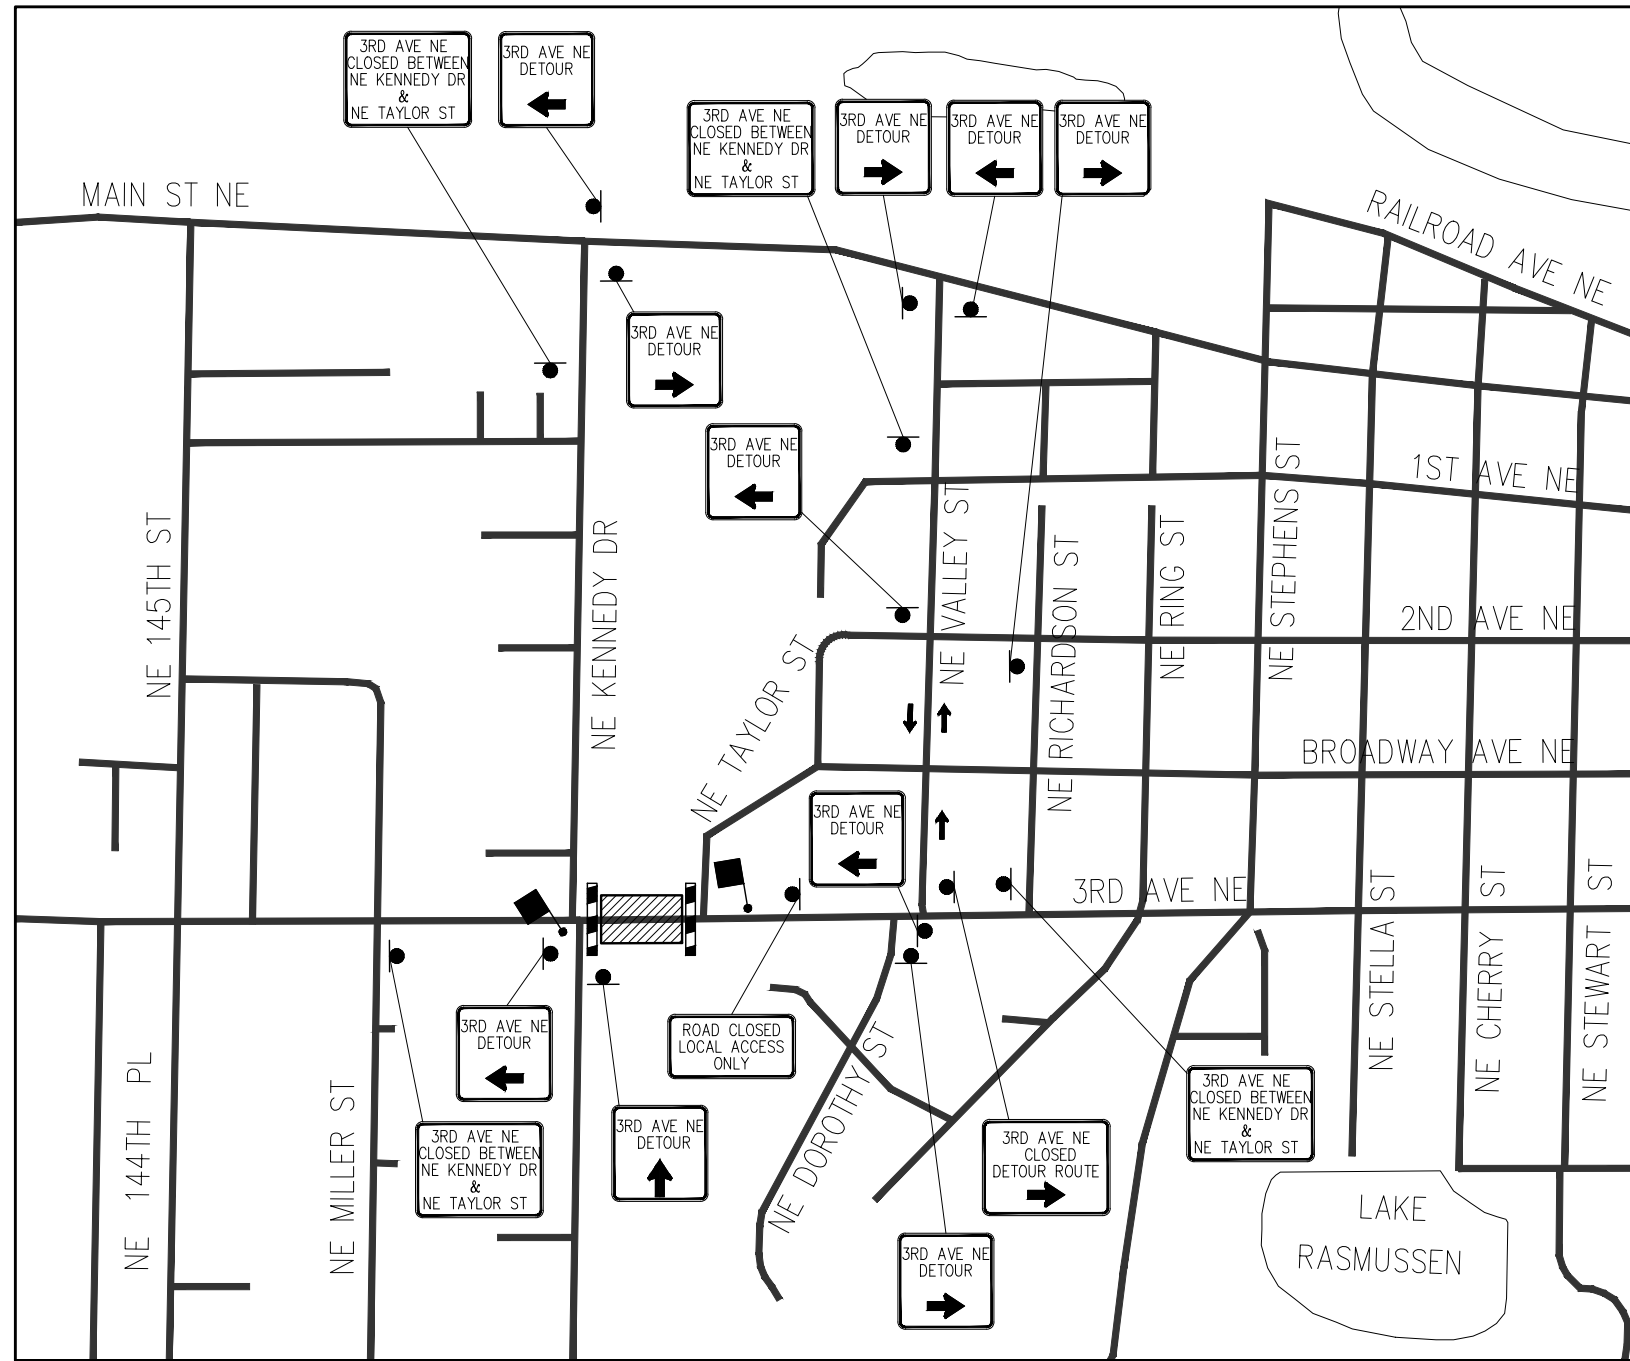 3RD AVE NE
CLOSED BETWEEN
NE KENNEDY DR
&
NE TAYLOR ST
3RD AVE NE
DETOUR
3RD AVE NE
CLOSED BETWEEN
NE KENNEDY DR
&
NE TAYLOR ST
3RD AVE NE
DETOUR
3RD AVE NE
DETOUR
3RD AVE NE
DETOUR
MAIN ST NE
RAILROAD AVE NE
3RD AVE NE
DETOUR
3RD AVE NE
DETOUR
1ST AVE NE
NE 145TH ST
NE KENNEDY DR
NE VALLEY ST
NE RICHARDSON ST
NE RING ST
NE STEPHENS ST
2ND AVE NE
NE TAYLOR ST
BROADWAY AVE NE
3RD AVE NE
DETOUR
3RD AVE NE
NE STELLA ST
NE CHERRY ST
NE STEWART ST
3RD AVE NE
DETOUR
ROAD CLOSED
LOCAL ACCESS
ONLY
NE 144TH PL
NE MILLER ST
3RD AVE NE
CLOSED BETWEEN
NE KENNEDY DR
&
NE TAYLOR ST
3RD AVE NE
DETOUR
NE DOROTHY ST
3RD AVE NE
CLOSED
DETOUR ROUTE
3RD AVE NE
CLOSED BETWEEN
NE KENNEDY DR
&
NE TAYLOR ST
3RD AVE NE
DETOUR
LAKE
RASMUSSEN